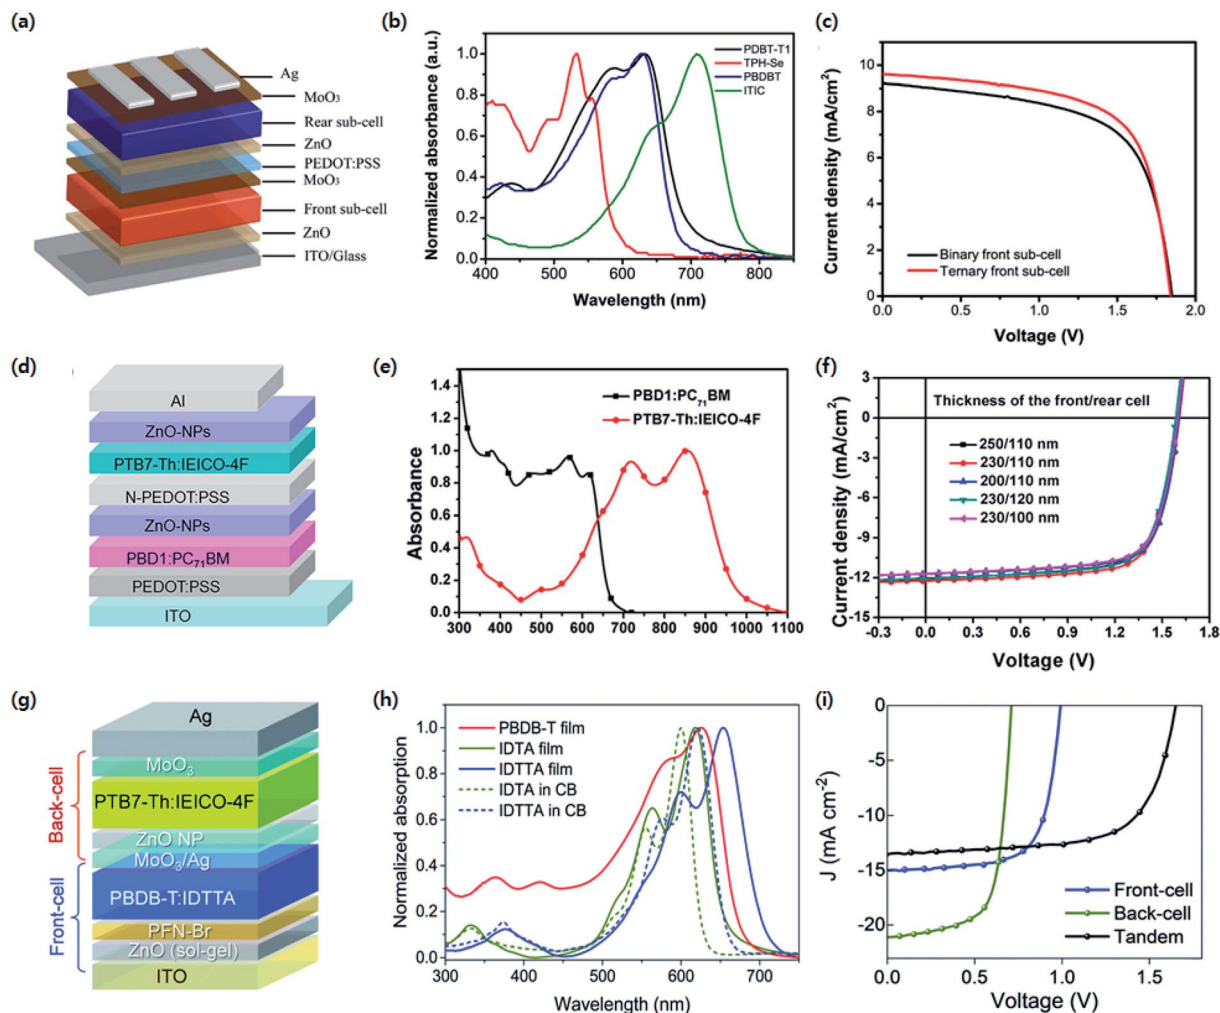 (a)
Ag
MoO₃
Rear sub-cell
ZnO
PEDOT:PSS
MoO₃
Front sub-cell
ZnO
ITO/Glass
(b)
Normalized absorbance (a.u.)
1.0
0.8
0.6
0.4
0.2
0.0
PDBT-T1
TPH-Se
PBDBT
ITIC
400 500 600 700 800
Wavelength (nm)
(c)
Current density (mA/cm²)
10
8
6
4
2
0
Binary front sub-cell
Ternary front sub-cell
0.0 0.5 1.0 1.5 2.0
Voltage (V)
(d)
Al
ZnO-NPs
PTB7-Th:IEICO-4F
N-PEDOT:PSS
ZnO-NPs
PBD1:PC₇₁BM
PEDOT:PSS
ITO
(e)
Absorbance
1.4
1.2
1.0
0.8
0.6
0.4
0.2
0.0
PBD1:PC₇₁BM
PTB7-Th:IEICO-4F
300 400 500 600 700 800 900 1000 1100
(f)
Current density (mA/cm²)
3
0
-3
-6
-9
-12
-15
Thickness of the front/rear cell
250/110 nm
230/110 nm
200/110 nm
230/120 nm
230/100 nm
-0.3 0.0 0.3 0.6 0.9 1.2 1.5 1.8
Voltage (V)
(g)
Back-cell
Front-cell
Ag
MoO₃
PTB7-Th:IEICO-4F
ZnO NP
MoO₃/Ag
PBDB-T:IDTTA
PFN-Br
ZnO (sol-gel)
ITO
(h)
Normalized absorption
1.0
0.8
0.6
0.4
0.2
0.0
PBDB-T film
IDTA film
IDTTA film
IDTA in CB
IDTTA in CB
300 400 500 600 700
Wavelength (nm)
(i)
J (mA cm⁻²)
0
-5
-10
-15
-20
Front-cell
Back-cell
Tandem
0.0 0.5 1.0 1.5
Voltage (V)